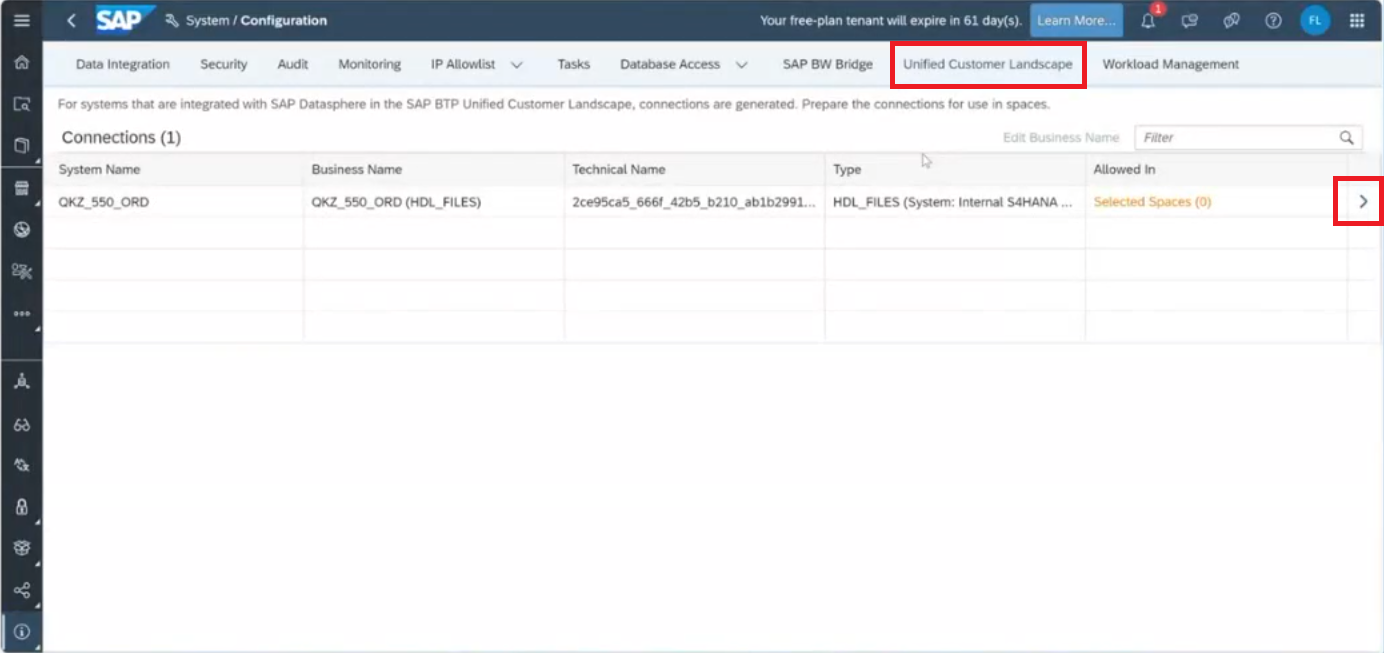 SAP System / Configuration Your free-plan tenant will expire in 61 day(s). Learn More... 1 FL
Data Integration Security Audit Monitoring IP Allowlist Tasks Database Access SAP BW Bridge Unified Customer Landscape Workload Management
For systems that are integrated with SAP Datasphere in the SAP BTP Unified Customer Landscape, connections are generated. Prepare the connections for use in spaces.
Connections (1) Edit Business Name Filter
System Name Business Name Technical Name Type Allowed In
QKZ_550_ORD QKZ_550_ORD (HDL_FILES) 2ce95ca5_666f_42b5_b210_ab1b2991... HDL_FILES (System: Internal S4HANA ... Selected Spaces (0)